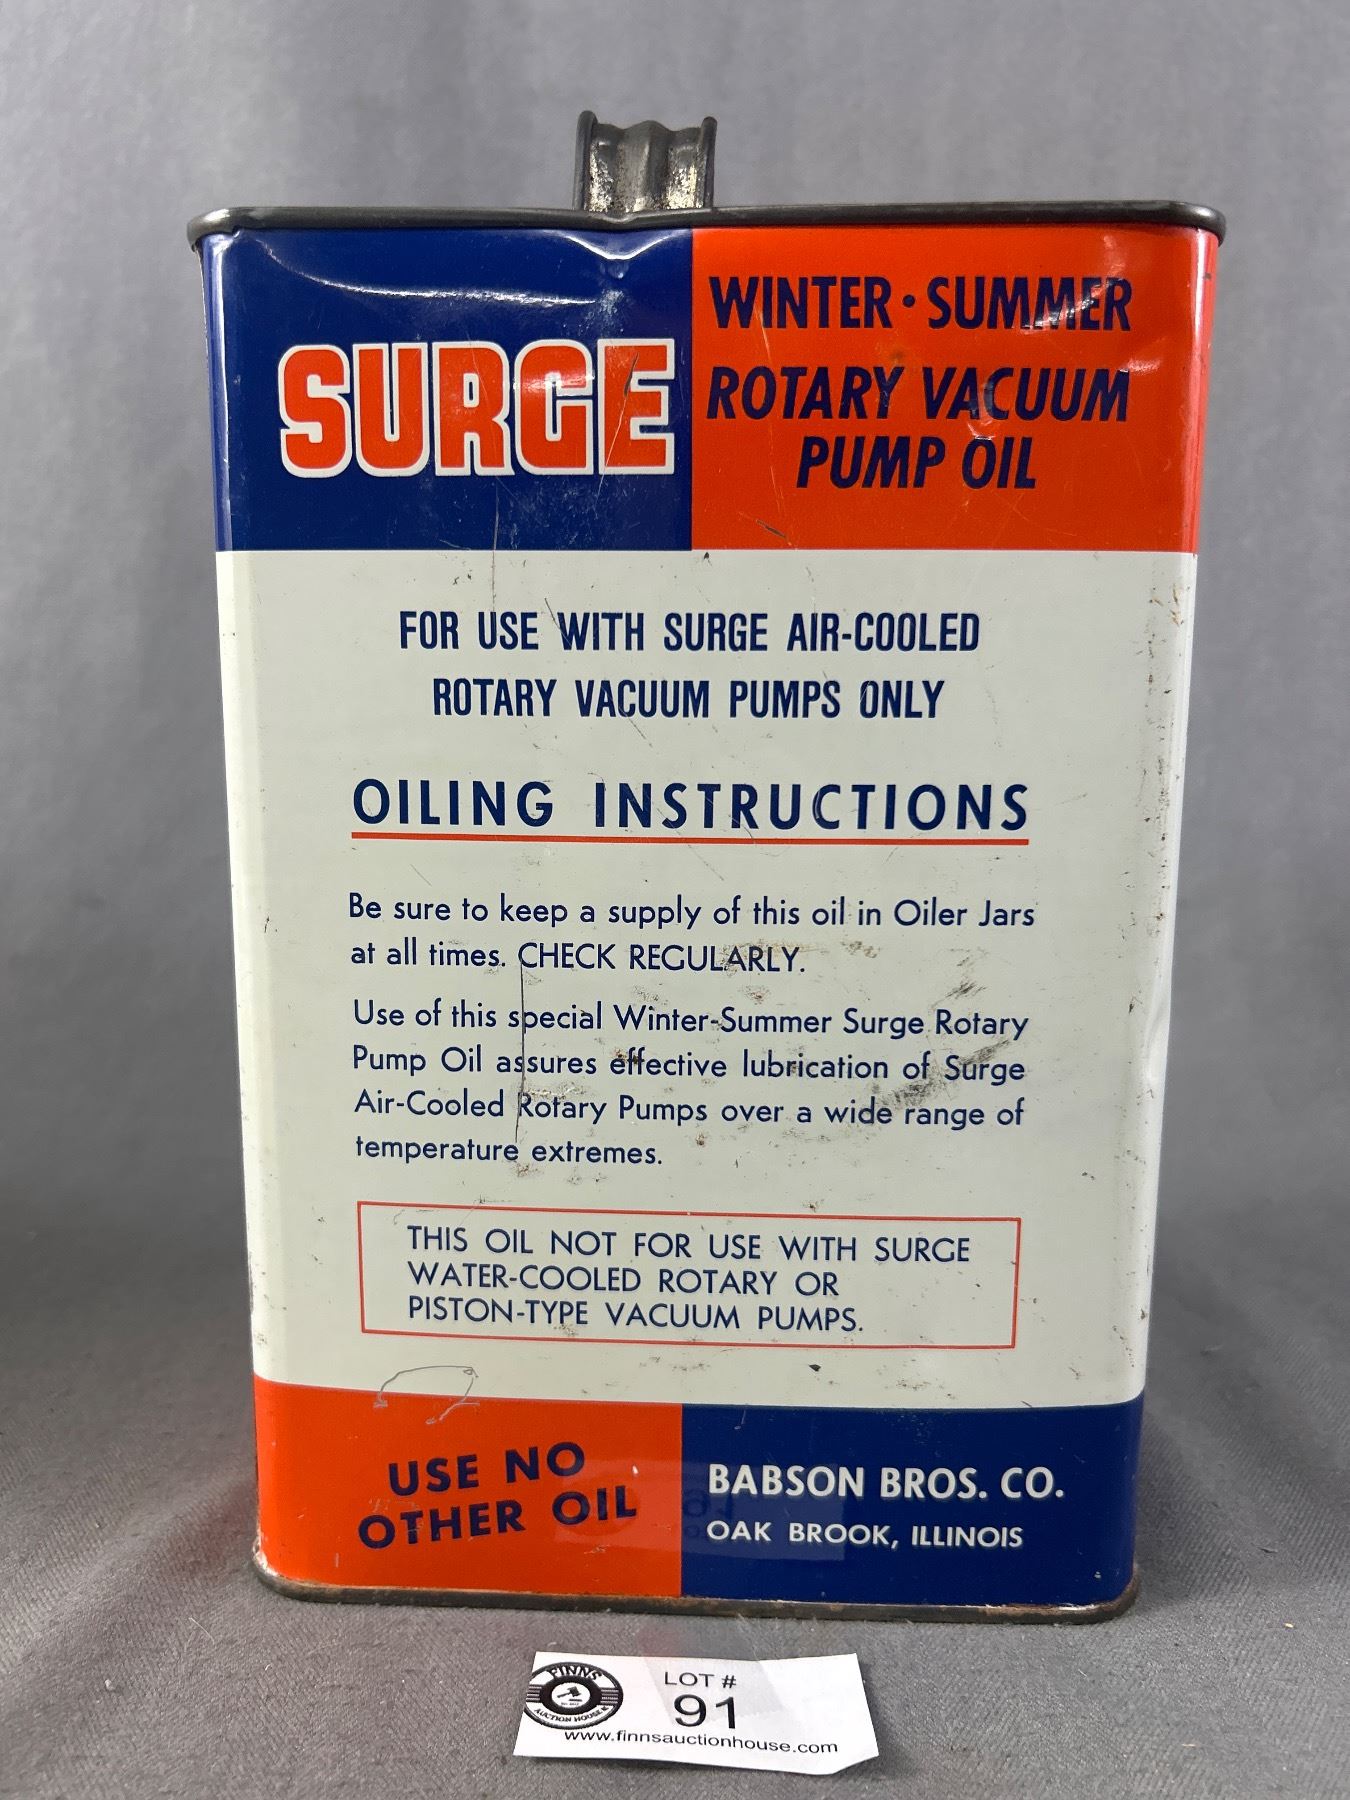 SURGE
WINTER • SUMMER
ROTARY VACUUM
PUMP OIL
FOR USE WITH SURGE AIR-COOLED
ROTARY VACUUM PUMPS ONLY
OILING INSTRUCTIONS
Be sure to keep a supply of this oil in Oiler Jars
at all times. CHECK REGULARLY.
Use of this special Winter-Summer Surge Rotary
Pump Oil assures effective lubrication of Surge
Air-Cooled Rotary Pumps over a wide range of
temperature extremes.
THIS OIL NOT FOR USE WITH SURGE
WATER-COOLED ROTARY OR
PISTON-TYPE VACUUM PUMPS.
USE NO
OTHER OIL
BABSON BROS. CO.
OAK BROOK, ILLINOIS
FINNS
AUCTION HOUSE
LOT #
91
www.finnsauctionhouse.com